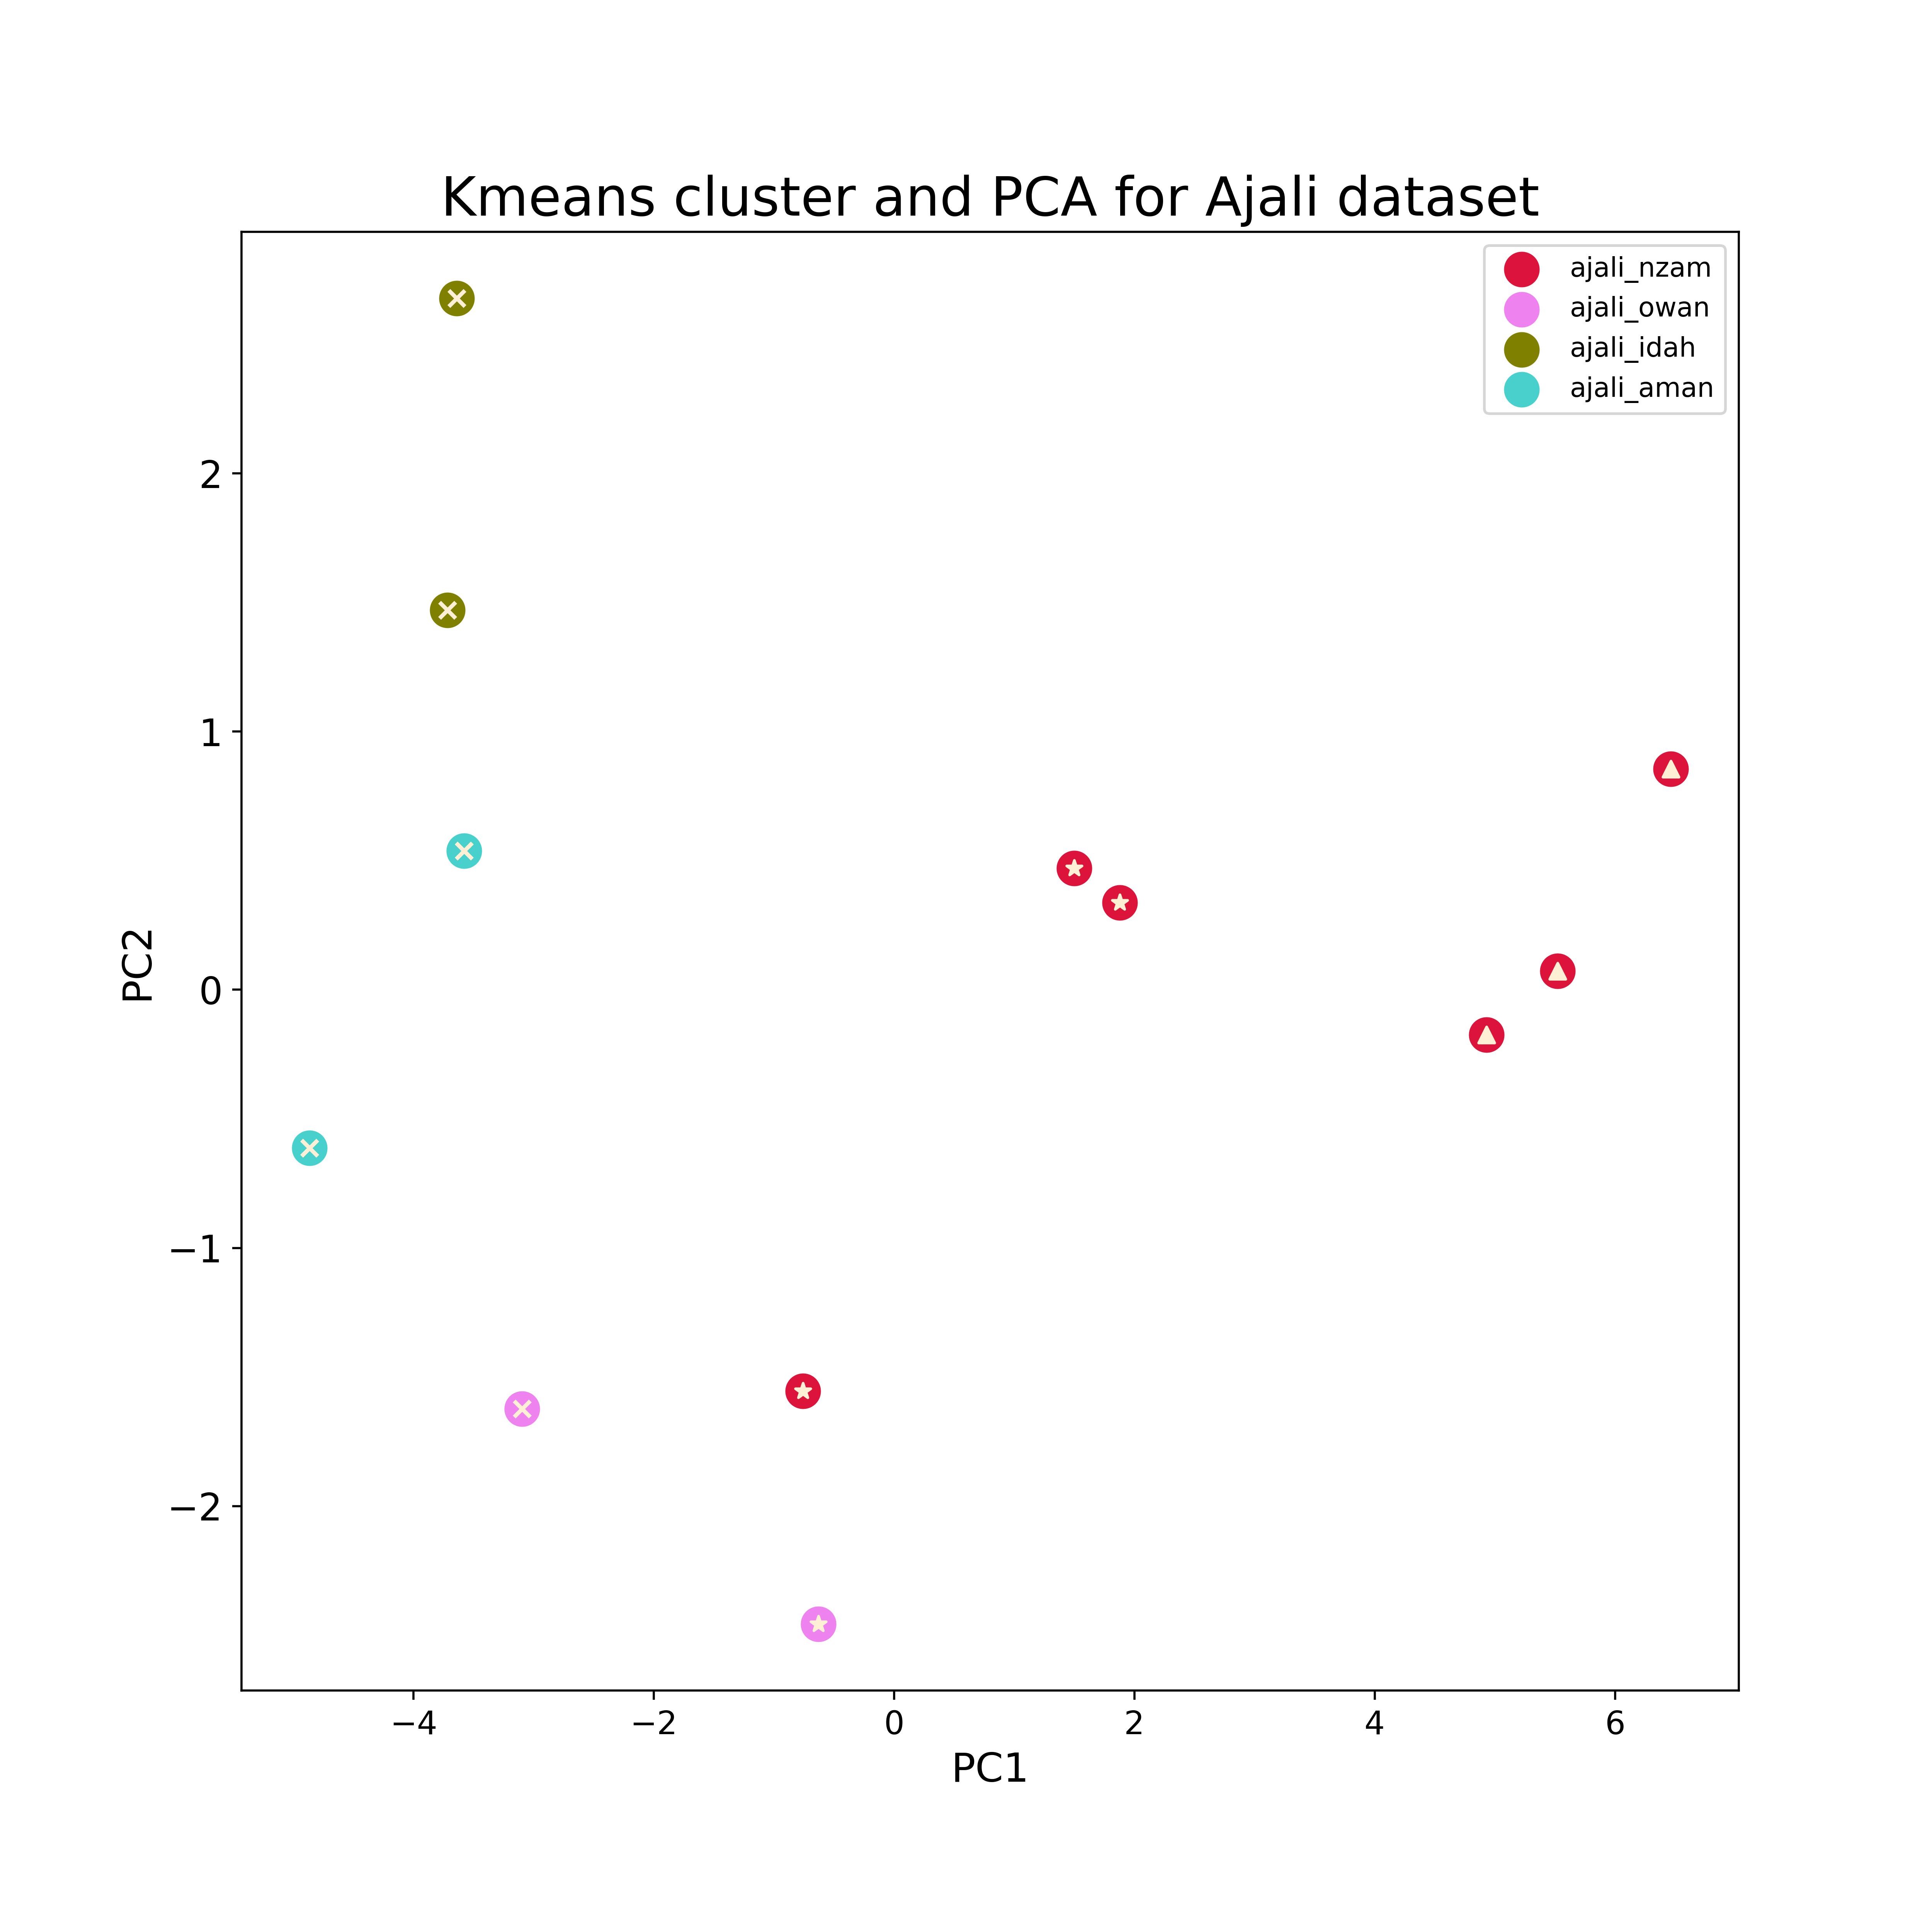 Kmeans cluster and PCA for Ajali dataset
ajali_nzam
ajali_owan
ajali_idah
ajali_aman
2
1
0
−1
−2
PC2
−4
−2
0
2
4
6
PC1